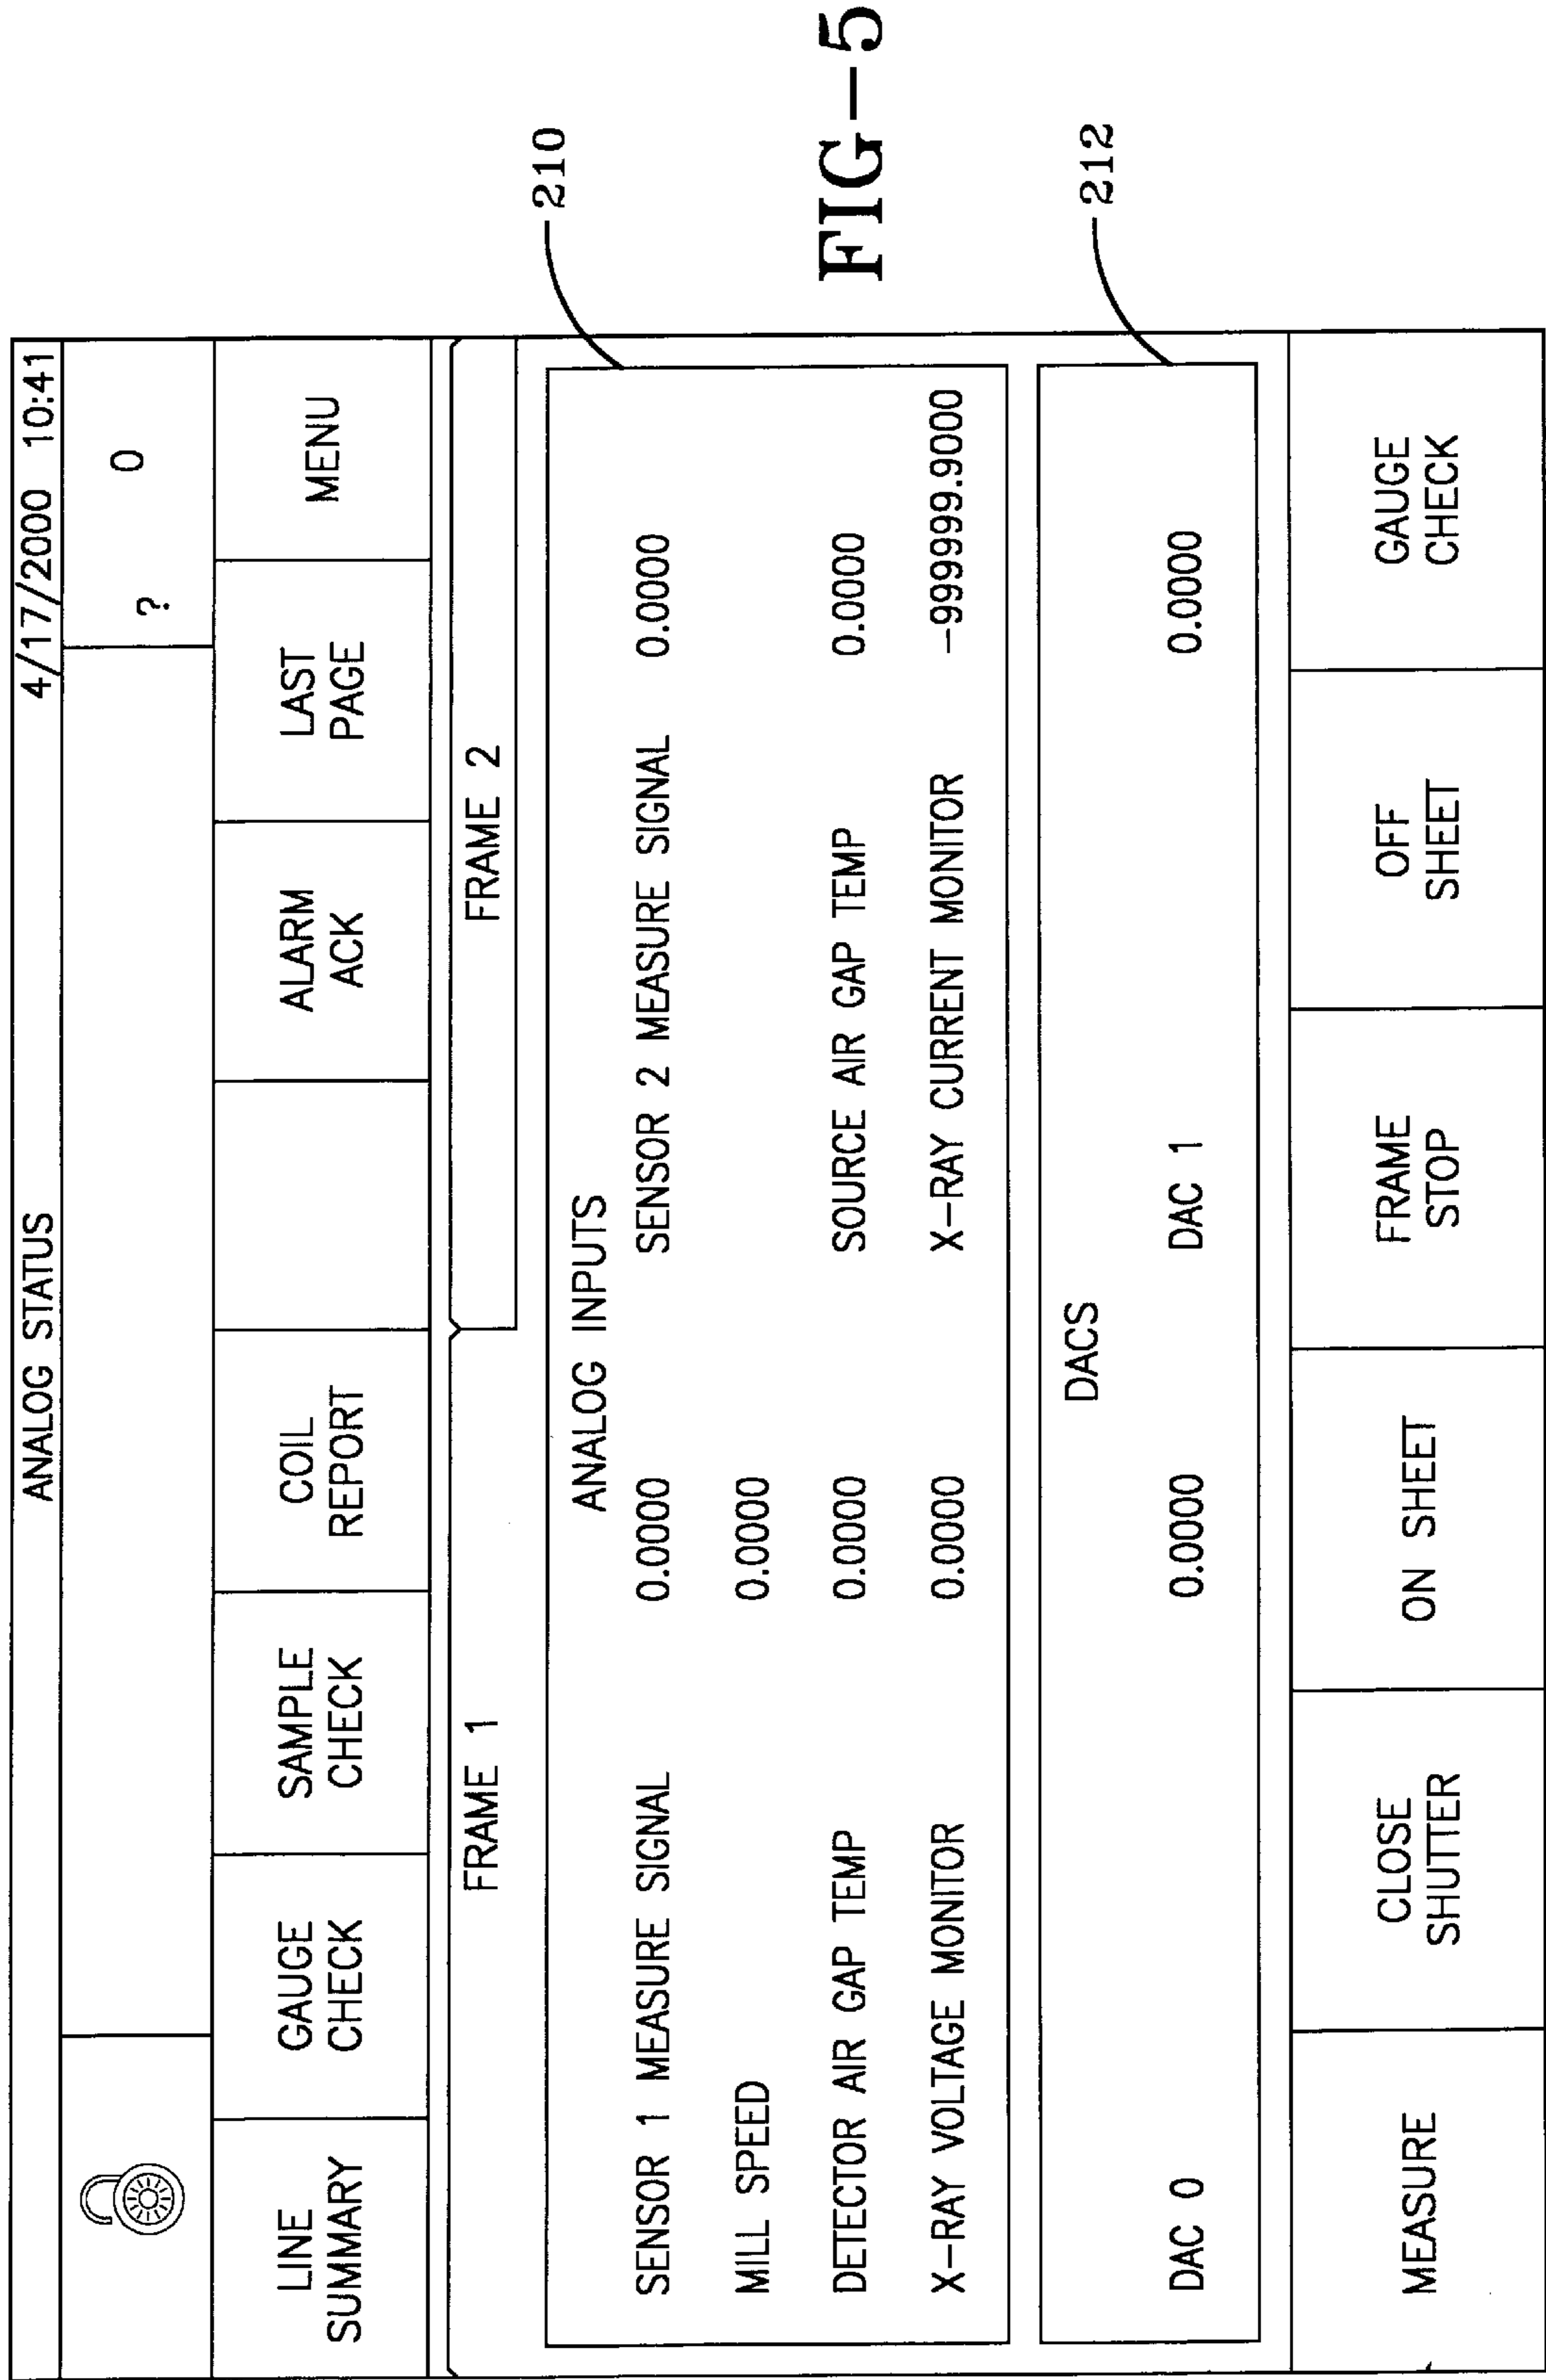 ANALOG STATUS 4/17/2000 10:41
? 0
LINE
SUMMARY
GAUGE
CHECK
SAMPLE
CHECK
COIL
REPORT
ALARM
ACK
LAST
PAGE
MENU
FRAME 1 FRAME 2
ANALOG INPUTS
SENSOR 1 MEASURE SIGNAL 0.0000 SENSOR 2 MEASURE SIGNAL 0.0000
MILL SPEED 0.0000
DETECTOR AIR GAP TEMP 0.0000 SOURCE AIR GAP TEMP 0.0000
X-RAY VOLTAGE MONITOR 0.0000 X-RAY CURRENT MONITOR -999999.9000
210
DACS
DAC 0 0.0000 DAC 1 0.0000
212
MEASURE
CLOSE
SHUTTER
ON SHEET
FRAME
STOP
OFF
SHEET
GAUGE
CHECK
FIG-5